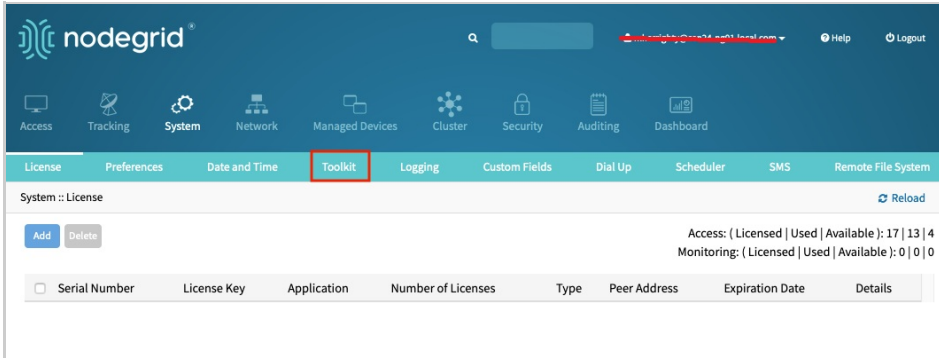 nodegrid®
Help
Logout
Access Tracking System Network Managed Devices Cluster Security Auditing Dashboard
License Preferences Date and Time Toolkit Logging Custom Fields Dial Up Scheduler SMS Remote File System
System :: License
Reload
Add Delete
Access: ( Licensed | Used | Available ): 17 | 13 | 4
Monitoring: ( Licensed | Used | Available ): 0 | 0 | 0
Serial Number License Key Application Number of Licenses Type Peer Address Expiration Date Details